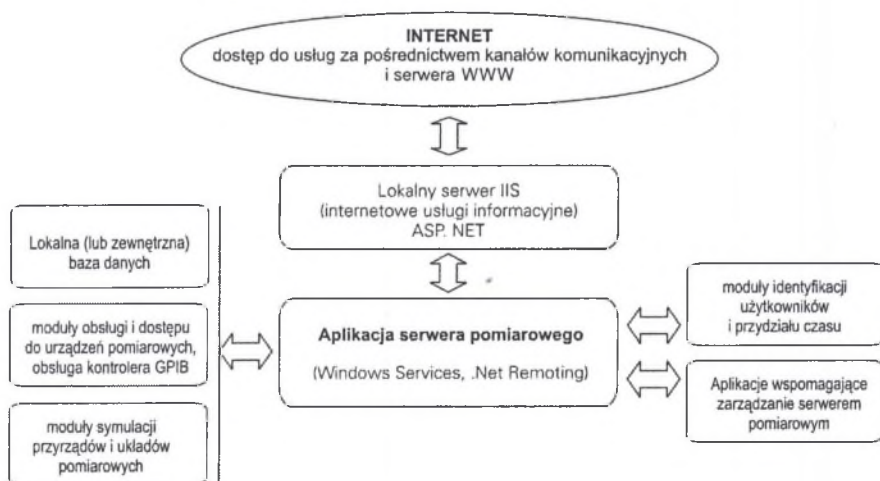 INTERNET
dostęp do usług za pośrednictwem kanałów komunikacyjnych
i serwera WWW
Lokalny serwer IIS
(internetowe usługi informacyjne)
ASP. NET
Lokalna (lub zewnętrzna)
baza danych
moduły obsługi i dostępu
do urządzeń pomiarowych,
obsługa kontrolera GPIB
moduły symulacji
przyrządów i układów
pomiarowych
Aplikacja serwera pomiarowego
(Windows Services, .Net Remoting)
moduły identyfikacji
użytkowników
i przydziału czasu
Aplikacje wspomagające
zarządzanie serwerem
pomiarowym